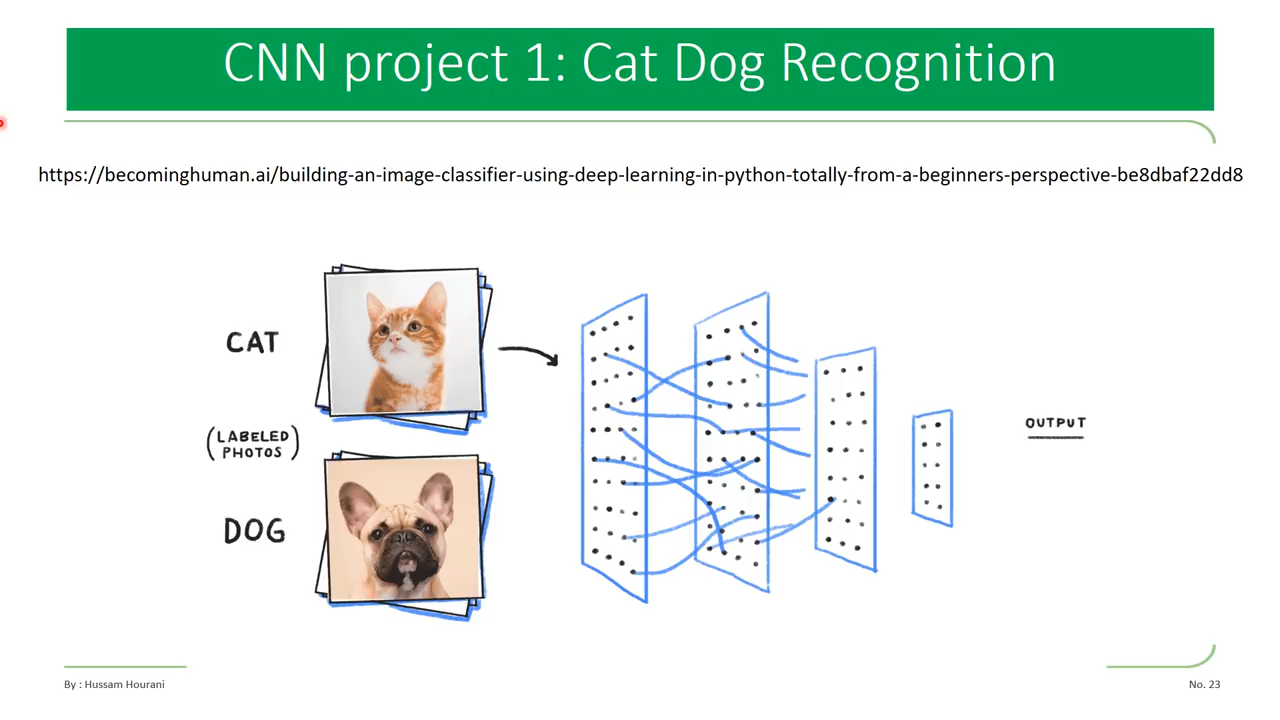 CNN project 1: Cat Dog Recognition
https://becominghuman.ai/building-an-image-classifier-using-deep-learning-in-python-totally-from-a-beginners-perspective-be8dbaf22dd8
CAT
(LABELED
PHOTOS)
DOG
OUTPUT
By : Hussam Hourani
No. 23